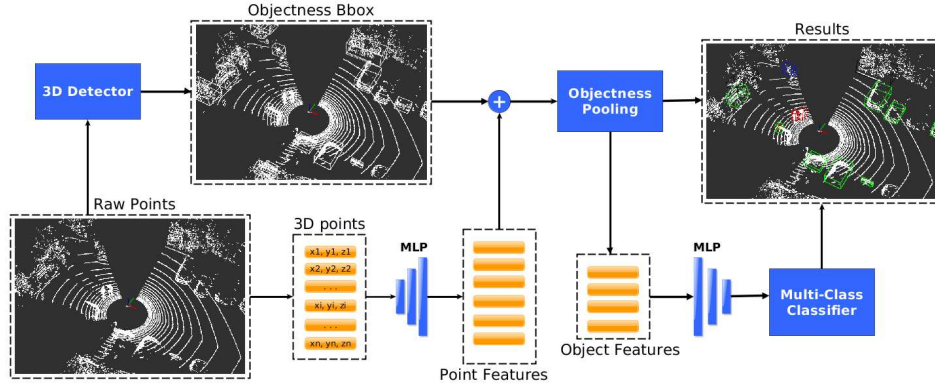 Objectness Bbox
Results
3D Detector
+
Objectness
Pooling
Raw Points
3D points
x1, y1, z1
x2, y2, z2
. . .
xi, yi, zi
. . .
xn, yn, zn
MLP
Point Features
Object Features
MLP
Multi-Class
Classifier